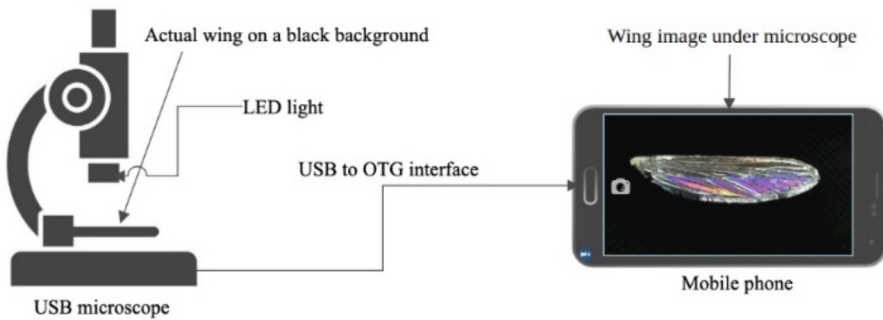 Actual wing on a black background
Wing image under microscope
LED light
USB to OTG interface
USB microscope
Mobile phone